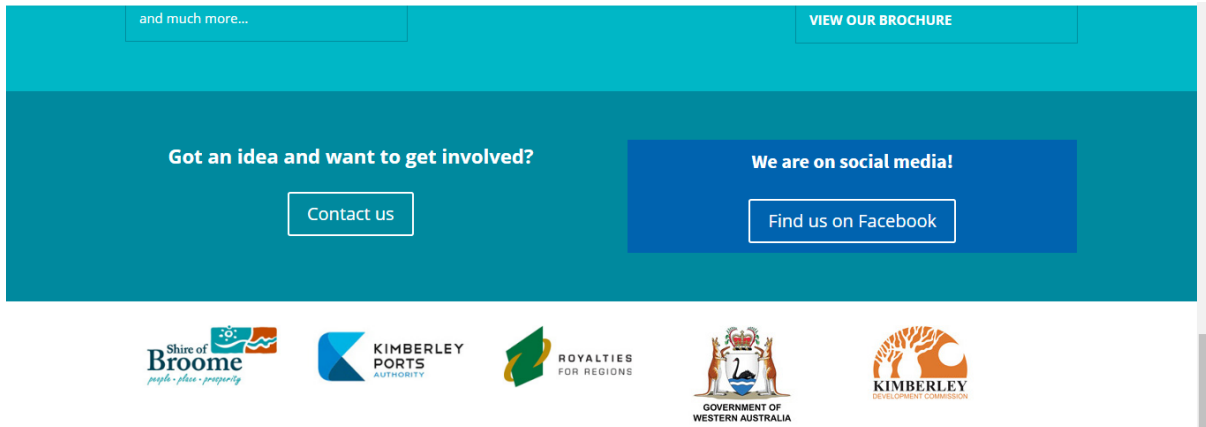 and much more...
VIEW OUR BROCHURE
Got an idea and want to get involved?
Contact us
We are on social media!
Find us on Facebook
Shire of
Broome
people • place • prosperity
KIMBERLEY
PORTS
AUTHORITY
ROYALTIES
FOR REGIONS
GOVERNMENT OF
WESTERN AUSTRALIA
KIMBERLEY
DEVELOPMENT COMMISSION